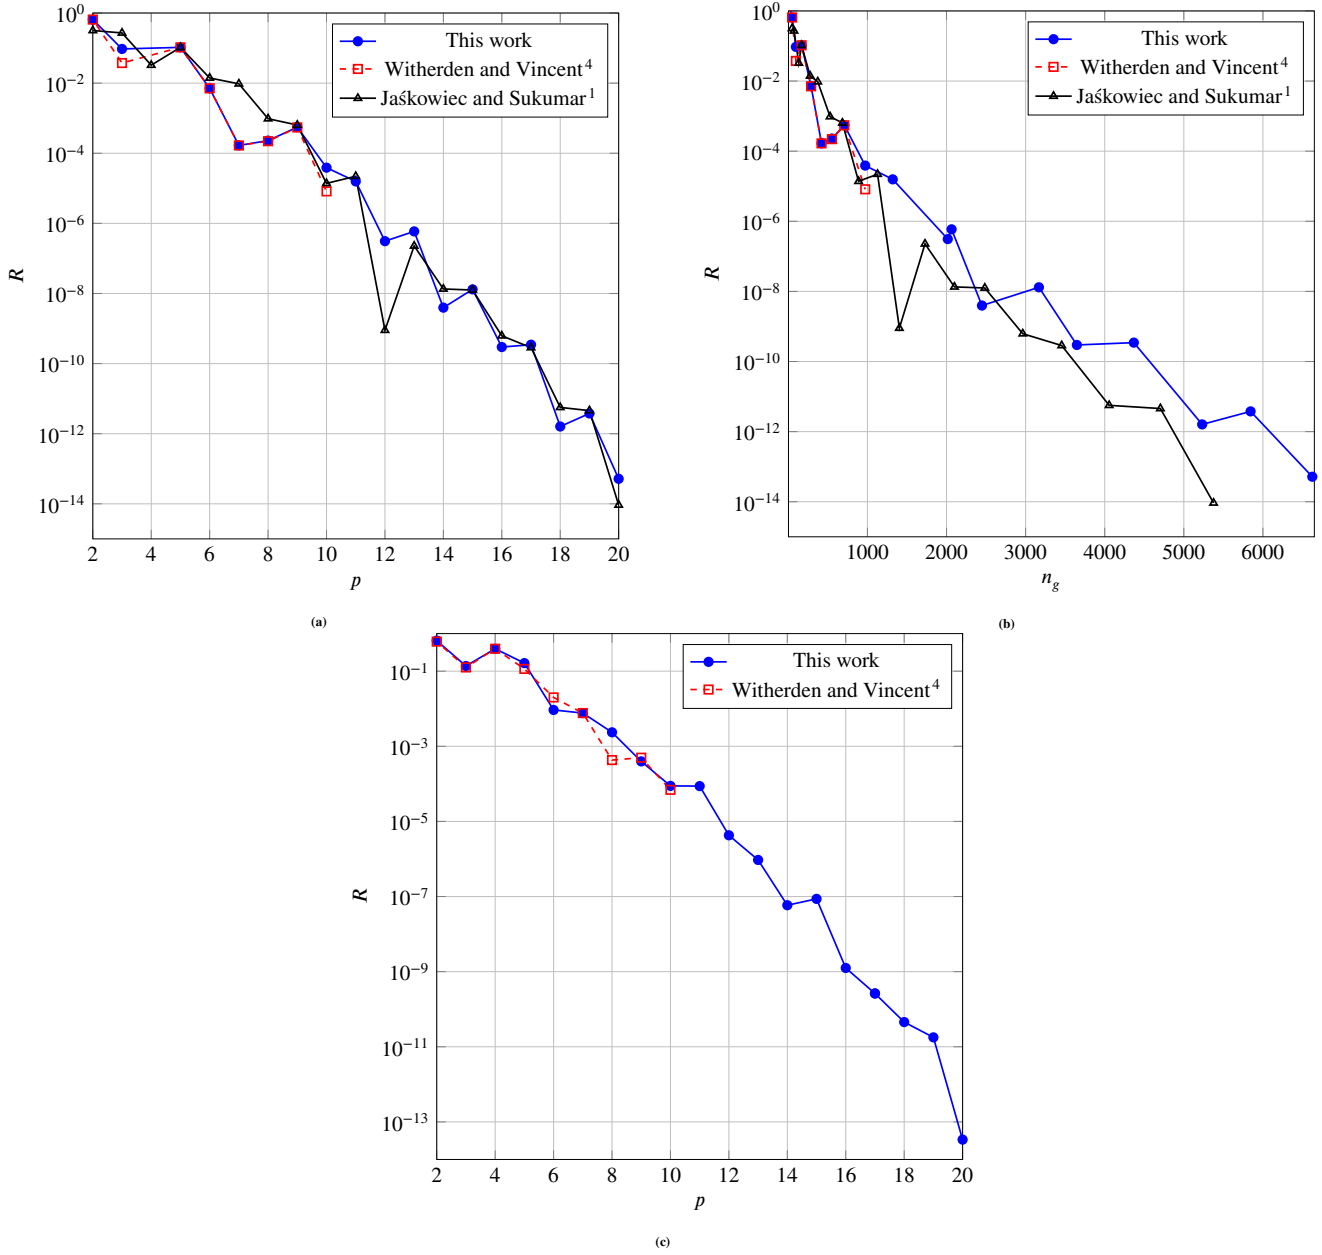 10^0
10^−2
10^−4
10^−6
10^−8
10^−10
10^−12
10^−14
R
2 4 6 8 10 12 14 16 18 20
p
This work
Witherden and Vincent^4
Jaśkowiec and Sukumar^1
(a)
10^0
10^−2
10^−4
10^−6
10^−8
10^−10
10^−12
10^−14
R
1000 2000 3000 4000 5000 6000
n_g
This work
Witherden and Vincent^4
Jaśkowiec and Sukumar^1
(b)
10^−1
10^−3
10^−5
10^−7
10^−9
10^−11
10^−13
R
2 4 6 8 10 12 14 16 18 20
p
This work
Witherden and Vincent^4
(c)